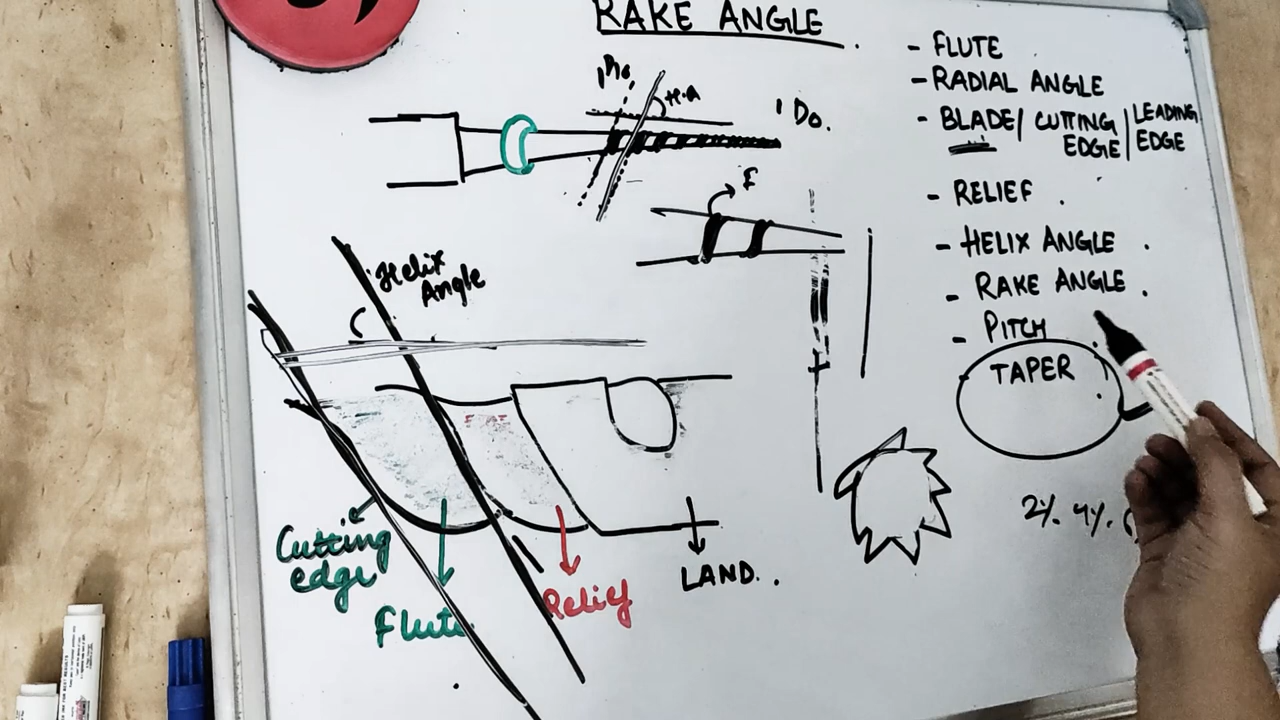 RAKE ANGLE
H.A
Do.
- FLUTE
- RADIAL ANGLE
- BLADE/ CUTTING EDGE / LEADING EDGE
- RELIEF .
- HELIX ANGLE .
- RAKE ANGLE .
- PITCH
TAPER
2%. 4%.
F
Helix
Angle
Cutting
edge
Flute
Relief
LAND.